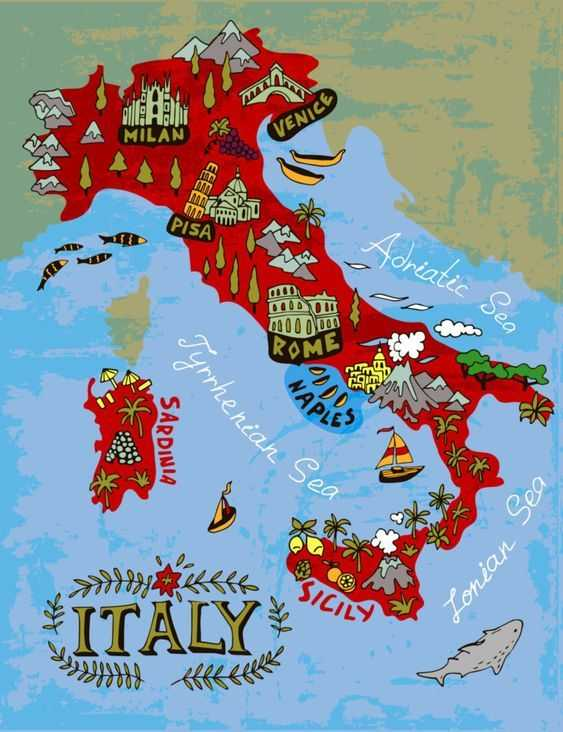 MILAN
VENICE
PISA
Adriatic Sea
ROME
Tyrrhenian Sea
NAPLES
SARDINIA
Ionian Sea
SICILY
ITALY